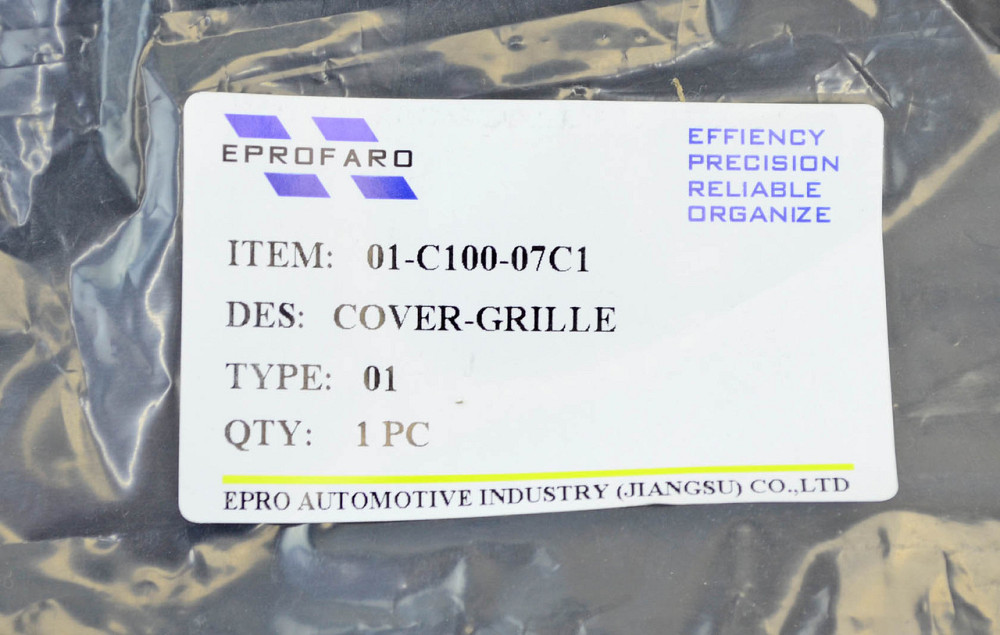 EPROFARO
EFFIENCY
PRECISION
RELIABLE
ORGANIZE
ITEM: 01-C100-07C1
DES: COVER-GRILLE
TYPE: 01
QTY: 1 PC
EPRO AUTOMOTIVE INDUSTRY (JIANGSU) CO.,LTD